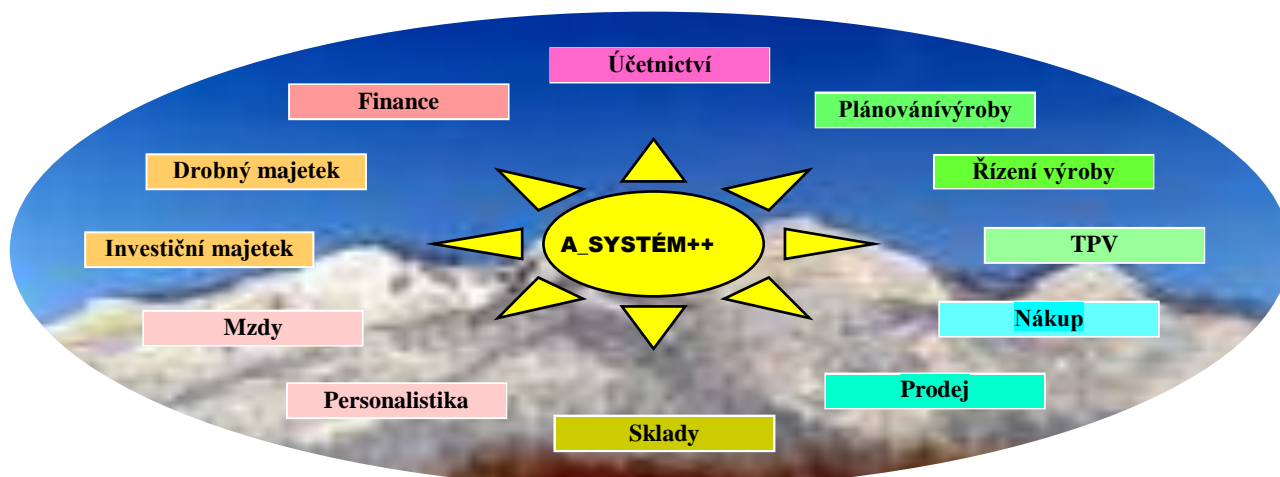 Účetnictví
Finance
Plánovánívýroby
Drobný majetek
Řízení výroby
A_SYSTÉM++
Investiční majetek
TPV
Mzdy
Nákup
Personalistika
Prodej
Sklady